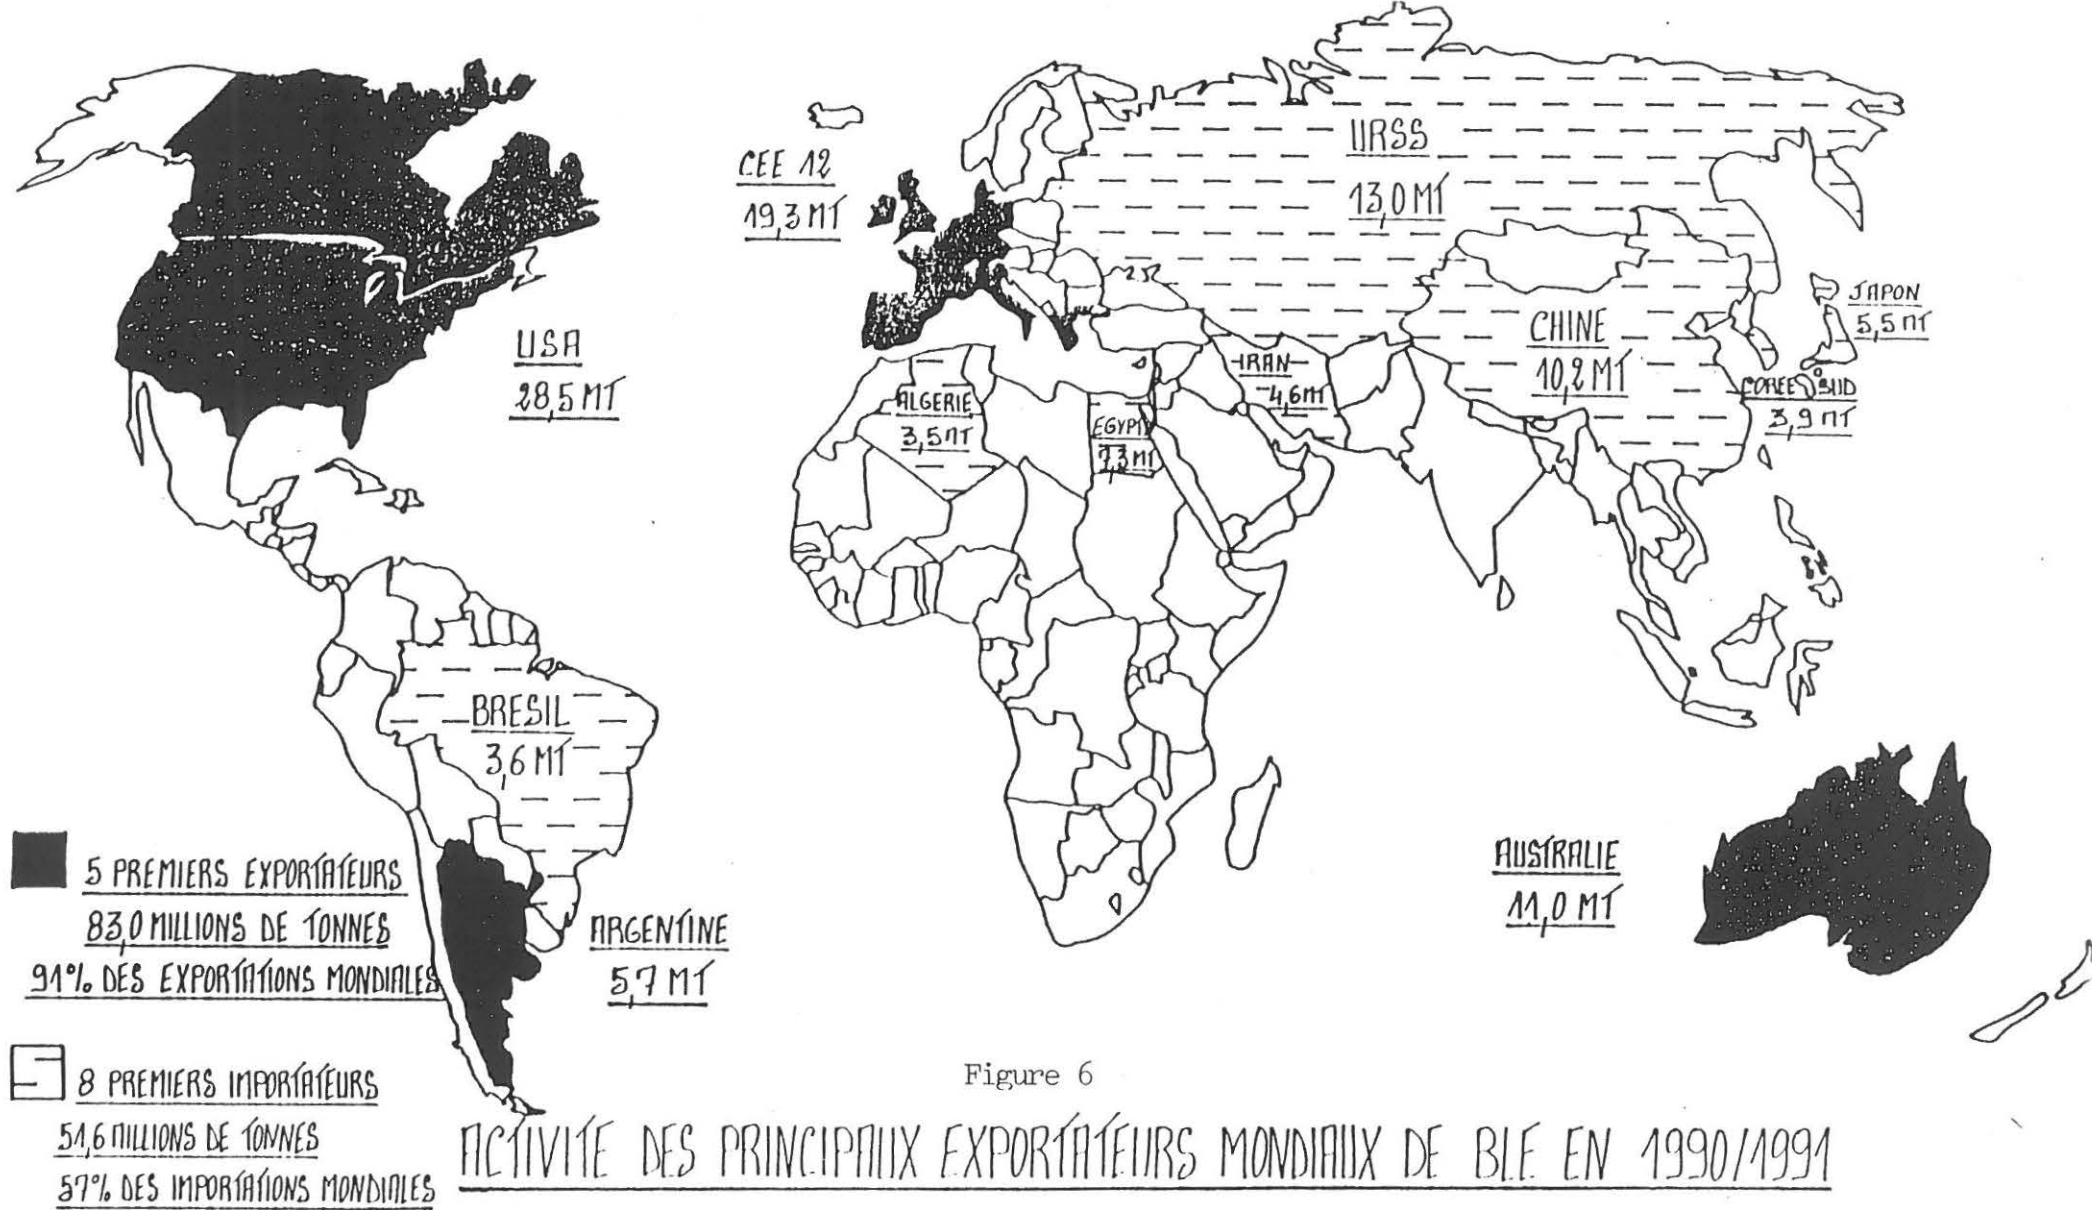 CEE 12
19,3 MT
URSS
13,0 MT
USA
28,5 MT
JAPON
5,5 MT
CHINE
10,2 MT
IRAN
4,6 MT
ALGERIE
3,5 MT
EGYPTE
7,3 MT
COREE SUD
3,9 MT
BRESIL
3,6 MT
AUSTRALIE
11,0 MT
ARGENTINE
5,7 MT
5 PREMIERS EXPORTATEURS
83,0 MILLIONS DE TONNES
91% DES EXPORTATIONS MONDIALES
8 PREMIERS IMPORTATEURS
51,6 MILLIONS DE TONNES
57% DES IMPORTATIONS MONDIALES
Figure 6
ACTIVITE DES PRINCIPAUX EXPORTATEURS MONDIAUX DE BLE EN 1990/1991